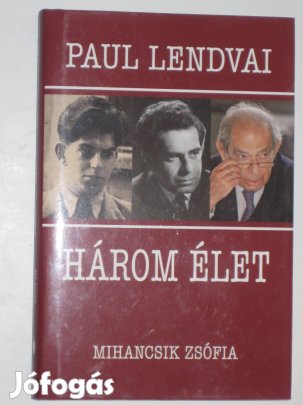 PAUL LENDVAI
HÁROM ÉLET
MIHANCSIK ZSÓFIA
Jófogás